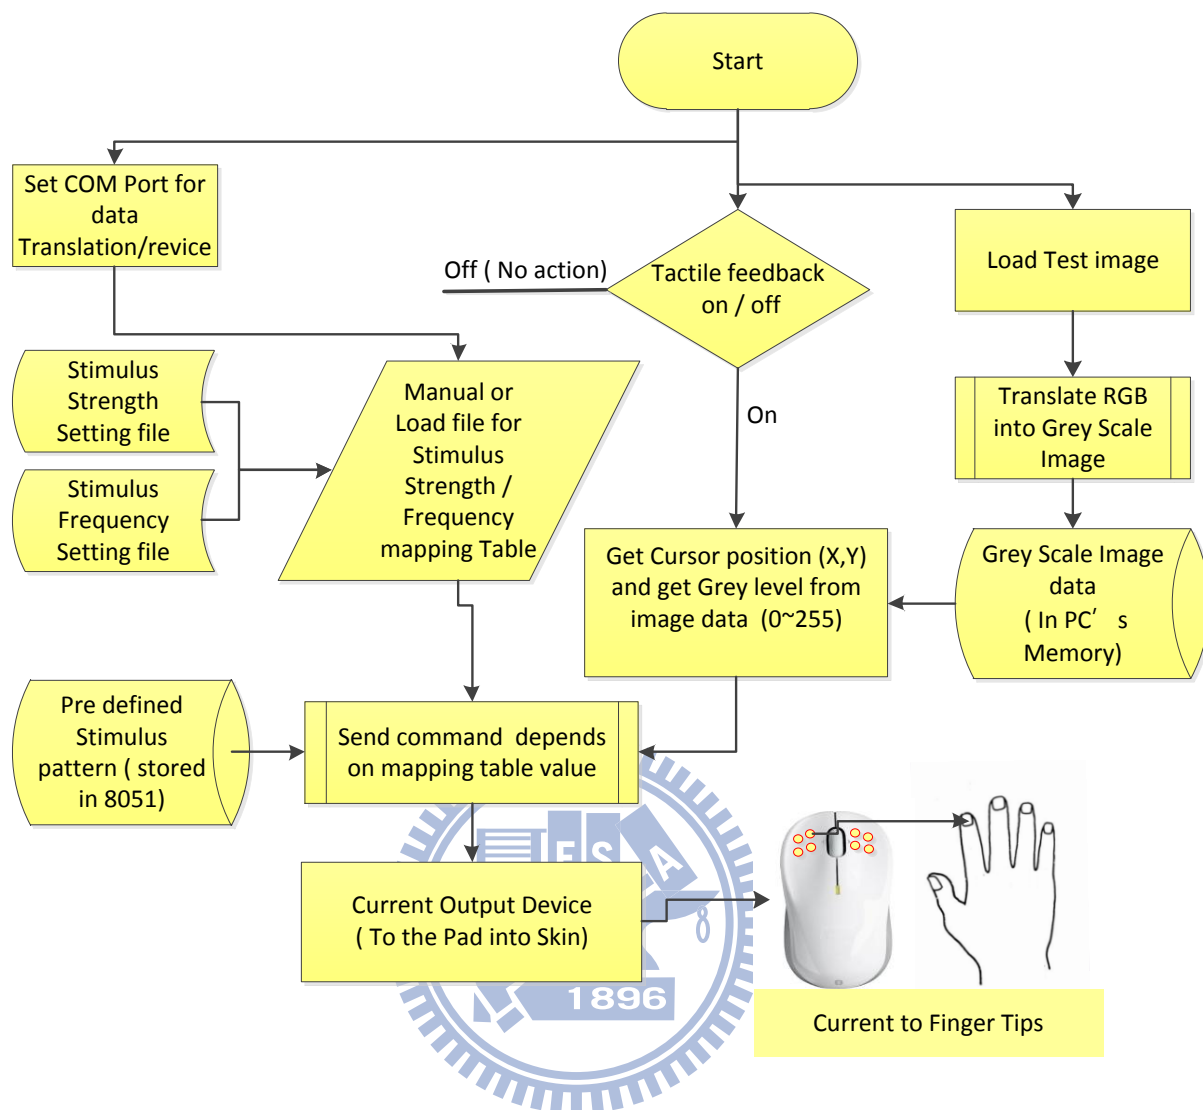 Start
Set COM Port for
data
Translation/revice
Off ( No action)
Tactile feedback
on / off
Load Test image
Stimulus
Strength
Setting file
Manual or
Load file for
Stimulus
Strength /
Frequency
mapping Table
On
Translate RGB
into Grey Scale
Image
Stimulus
Frequency
Setting file
Get Cursor position (X,Y)
and get Grey level from
image data  (0~255)
Grey Scale Image
data
( In PC’ s
Memory)
Pre defined
Stimulus
pattern ( stored
in 8051)
Send command  depends
on mapping table value
E S A
Current Output Device
( To the Pad into Skin)
1896
Current to Finger Tips